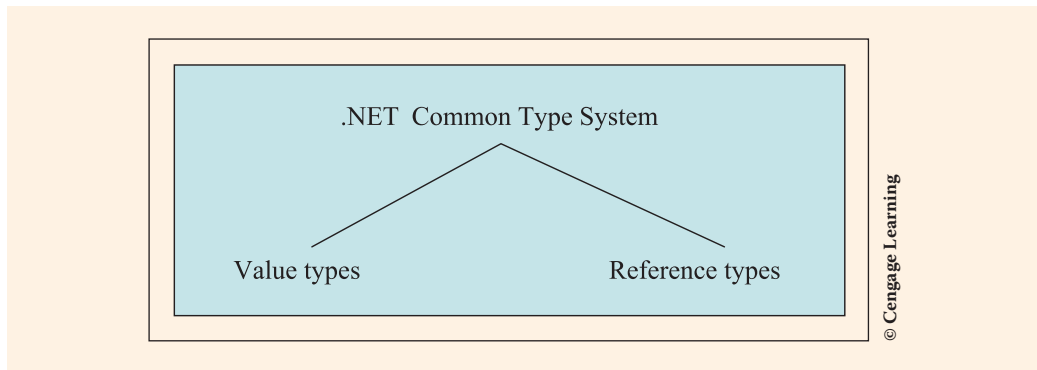 .NET Common Type System
Value types
Reference types
© Cengage Learning